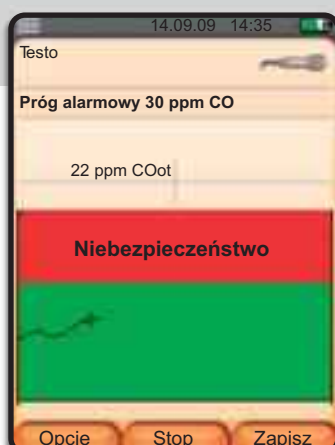 14.09.09 14:35
Testo
Próg alarmowy 30 ppm CO
22 ppm COot
Niebezpieczeństwo
Opcje Stop Zapisz